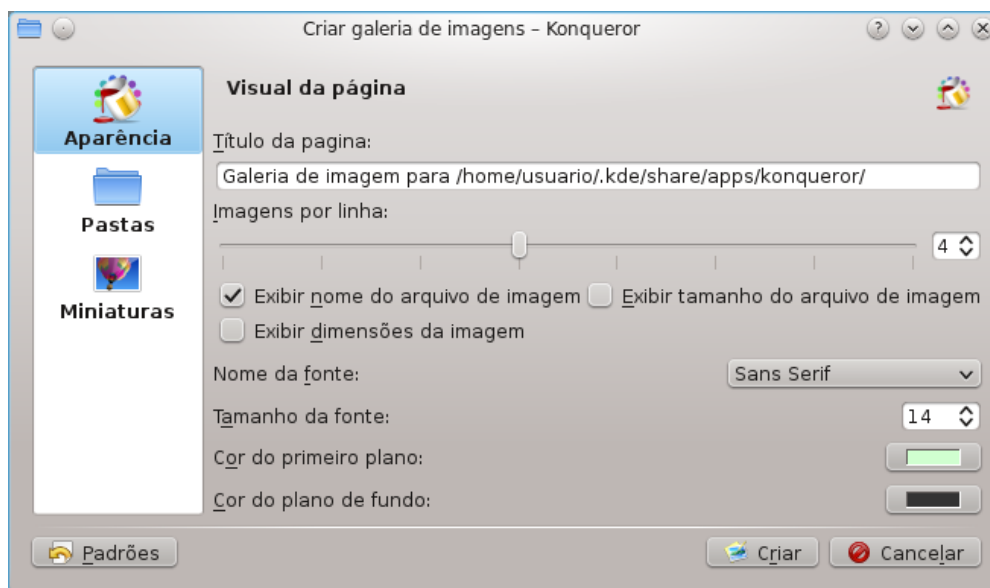 Criar galeria de imagens – Konqueror
Aparência
Pastas
Miniaturas
Visual da página
Título da pagina:
Galeria de imagem para /home/usuario/.kde/share/apps/konqueror/
Imagens por linha:
4
Exibir nome do arquivo de imagem
Exibir tamanho do arquivo de imagem
Exibir dimensões da imagem
Nome da fonte:
Sans Serif
Tamanho da fonte:
14
Cor do primeiro plano:
Cor do plano de fundo:
Padrões
Criar
Cancelar